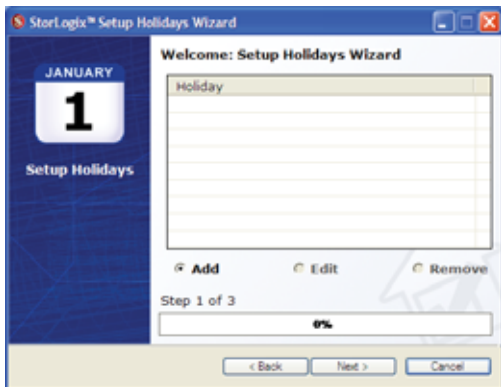 StorLogix™ Setup Holidays Wizard
JANUARY
1
Setup Holidays
Welcome: Setup Holidays Wizard
Holiday
Add Edit Remove
Step 1 of 3
0%
< Back Next > Cancel